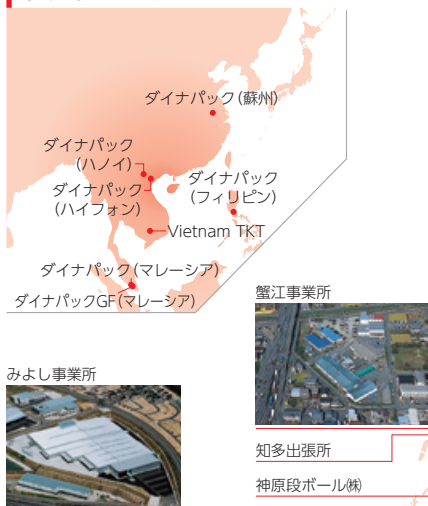 ダイナパック(蘇州)
ダイナパック
(ハノイ)
ダイナパック
(ハイフォン)
ダイナパック
(フィリピン)
Vietnam TKT
ダイナパック(マレーシア)
ダイナパックGF(マレーシア)
蟹江事業所
みよし事業所
知多出張所
神原段ボール㈱